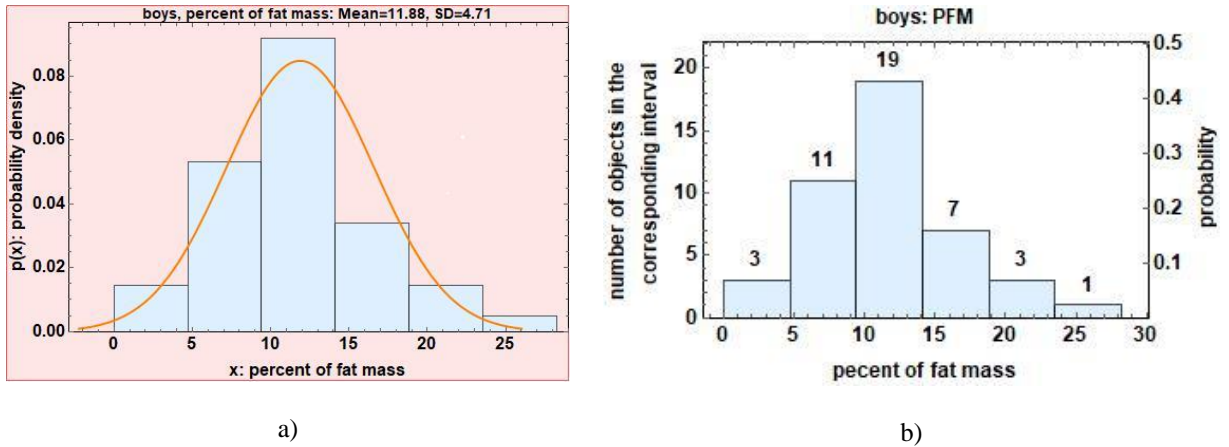 boys, percent of fat mass: Mean=11.88, SD=4.71
p(x): probability density
0.08
0.06
0.04
0.02
0.00
0 5 10 15 20 25
x: percent of fat mass
a)
boys: PFM
number of objects in the
corresponding interval
20
15
10
5
0
3
11
19
7
3
1
0.5
0.4
0.3
0.2
0.1
probability
0 5 10 15 20 25 30
pecent of fat mass
b)